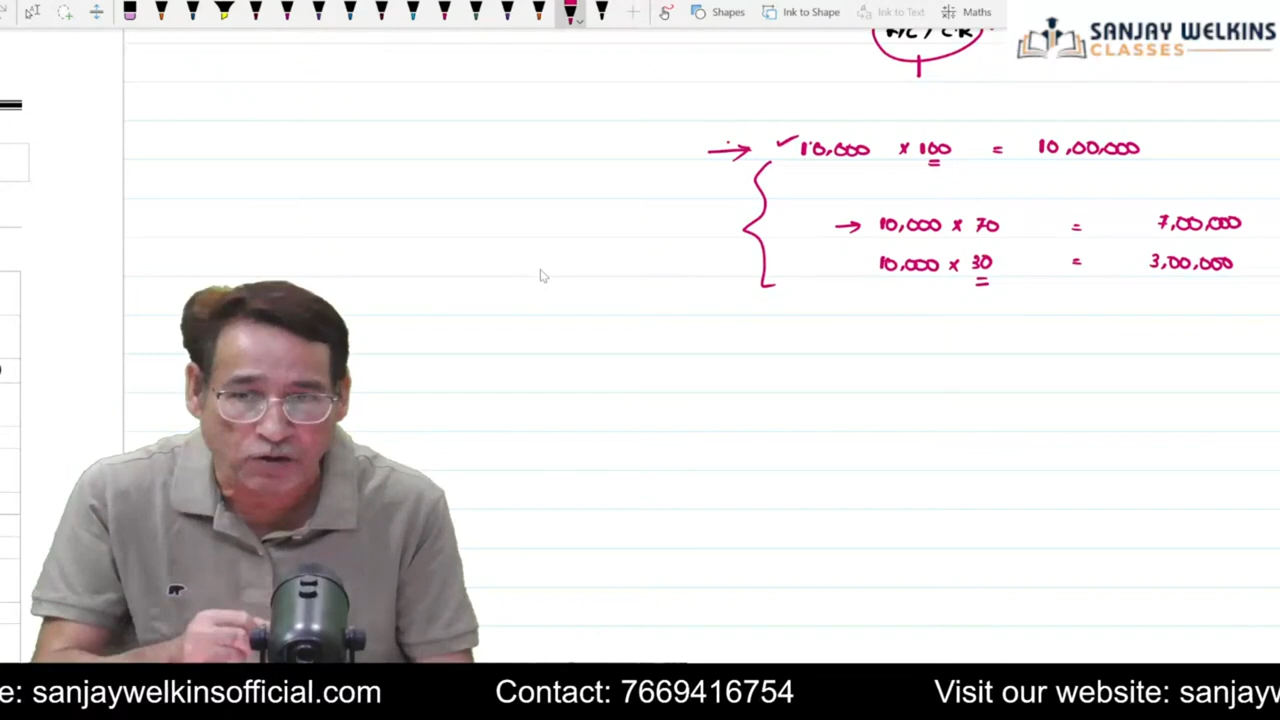 Shapes Ink to Shape Ink to Text Maths
SANJAY WELKINS
CLASSES
→ ✓10,000 × 100 = 10,00,000
→ 10,000 × 70 = 7,00,000
10,000 × 30 = 3,00,000
e: sanjaywelkinsofficial.com Contact: 7669416754 Visit our website: sanjayw